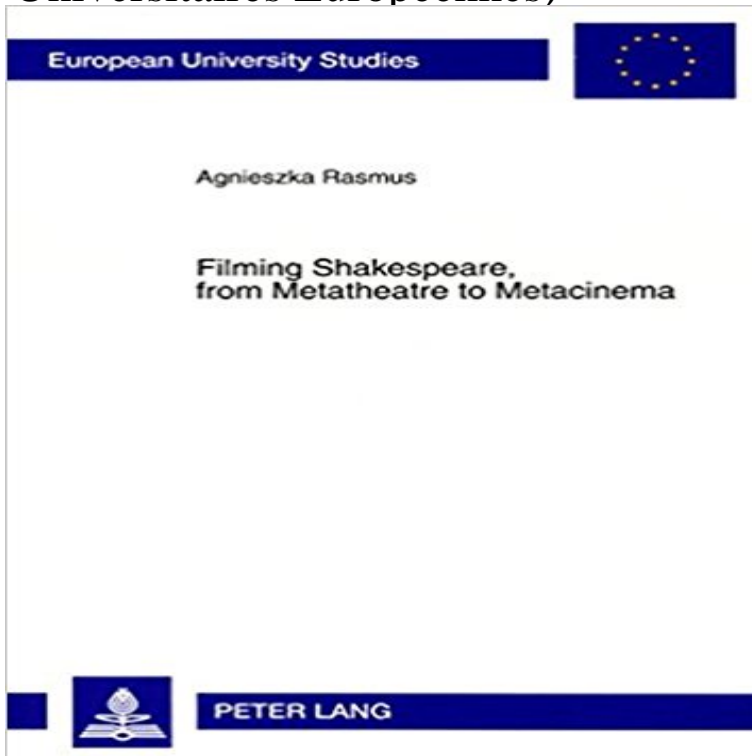 European University Studies
Agnieszka Rasmus
Filming Shakespeare,
from Metatheatre to Metacinema
PETER LANG